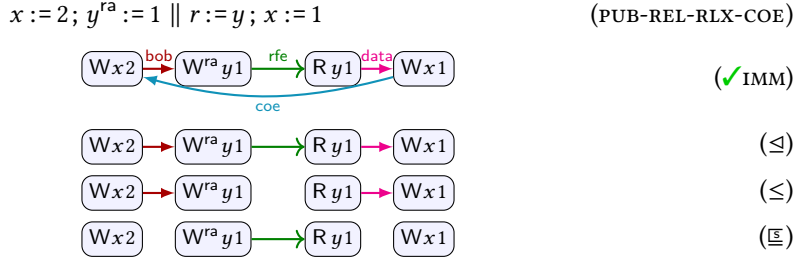 x := 2; y^ra := 1 ∥ r := y; x := 1 (PUB-REL-RLX-COE)
bob rfe data
Wx2 W^ra y1 R y1 Wx1 (✓IMM)
coe
Wx2 W^ra y1 R y1 Wx1 (⊴)
Wx2 W^ra y1 R y1 Wx1 (≤)
Wx2 W^ra y1 R y1 Wx1 (⊴s)